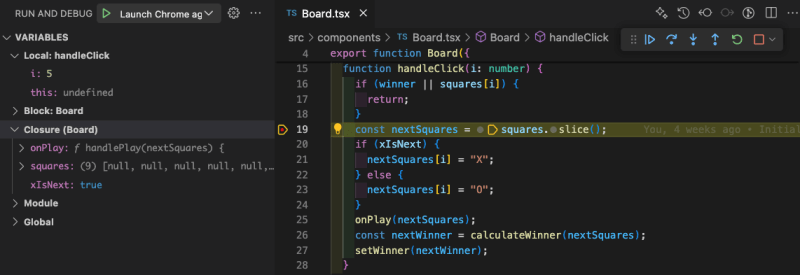 RUN AND DEBUG
Launch Chrome ag
VARIABLES
Local: handleClick
i: 5
this: undefined
Block: Board
Closure (Board)
onPlay: ƒ handlePlay(nextSquares) {
squares: (9) [null, null, null, null, null,…
xIsNext: true
Module
Global
TS Board.tsx
src > components > TS Board.tsx > Board > handleClick
4 export function Board({
15 function handleClick(i: number) {
16 if (winner || squares[i]) {
17 return;
18 }
19 const nextSquares = squares.slice(); You, 4 weeks ago • Initial
20 if (xIsNext) {
21 nextSquares[i] = "X";
22 } else {
23 nextSquares[i] = "O";
24 }
25 onPlay(nextSquares);
26 const nextWinner = calculateWinner(nextSquares);
27 setWinner(nextWinner);
28 }